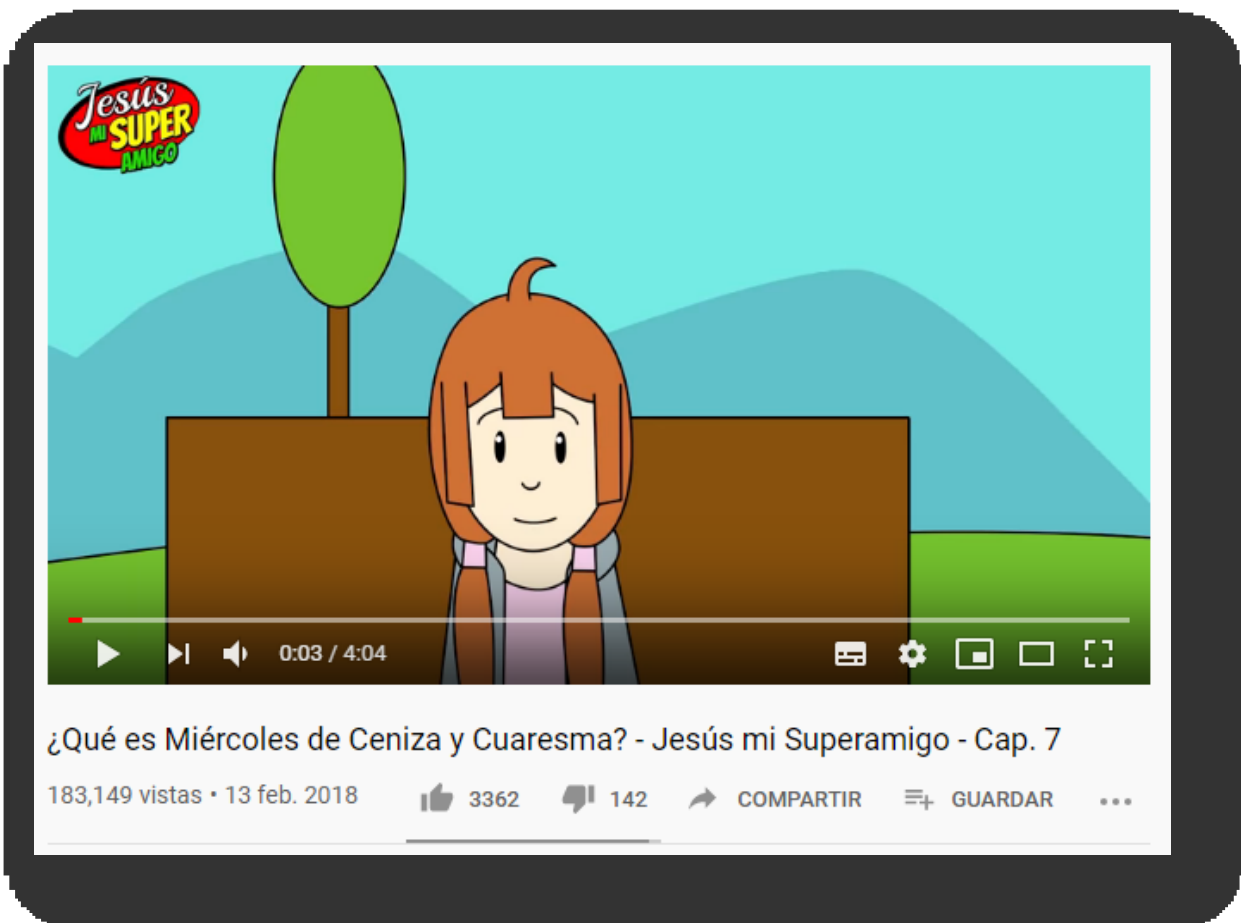 Jesús
MI SUPER
AMIGO
0:03 / 4:04
¿Qué es Miércoles de Ceniza y Cuaresma? - Jesús mi Superamigo - Cap. 7
183,149 vistas • 13 feb. 2018 3362 142 COMPARTIR GUARDAR